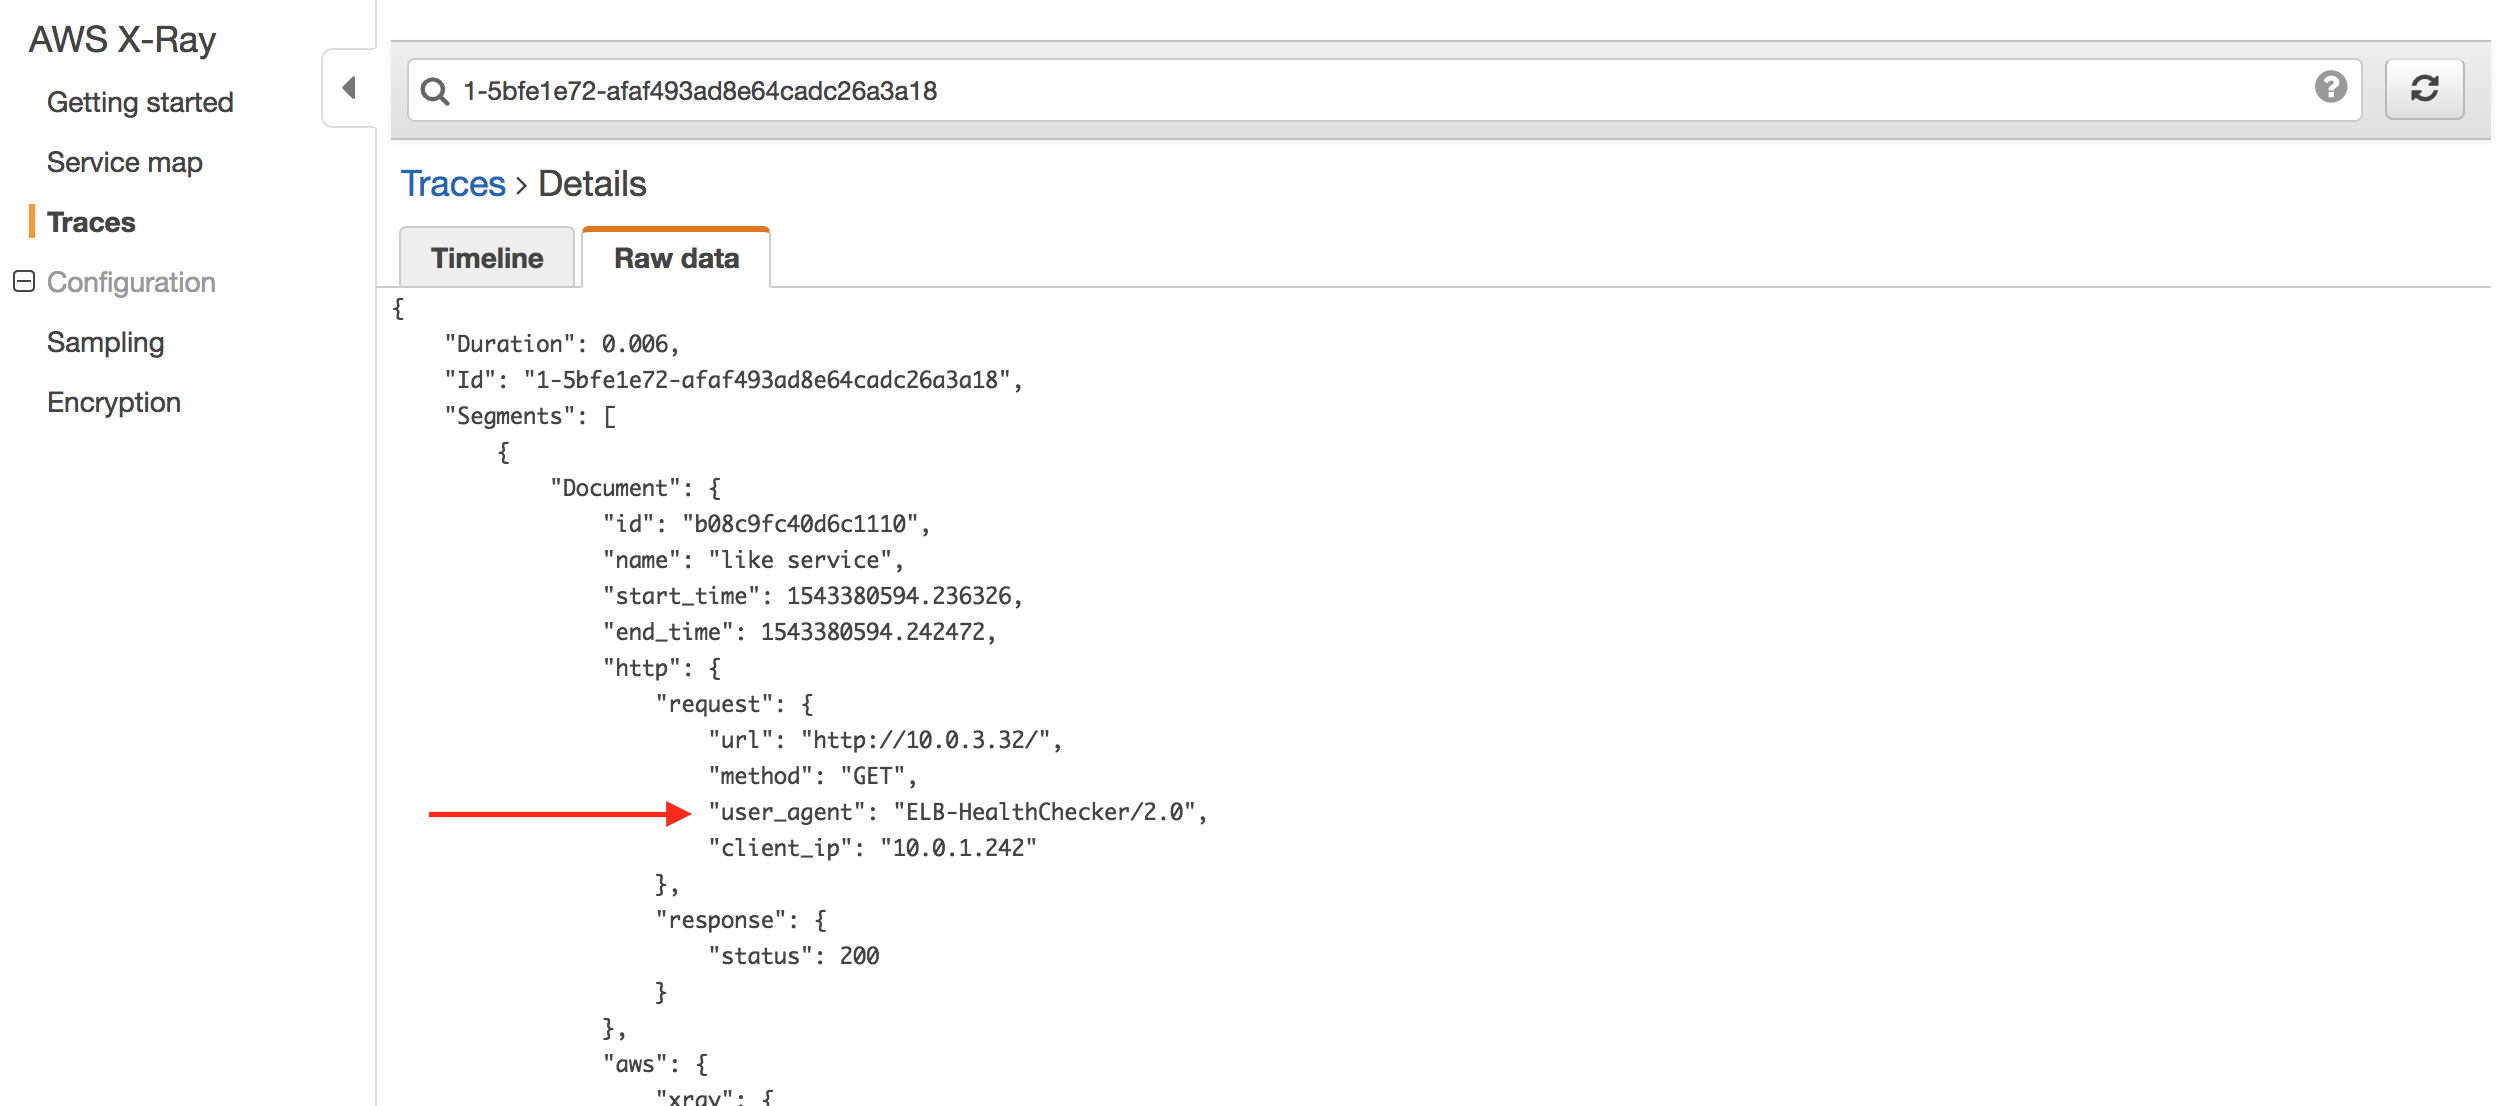 AWS X-Ray
Getting started
Service map
Traces
Configuration
Sampling
Encryption
1-5bfe1e72-afaf493ad8e64cadc26a3a18
Traces > Details
Timeline
Raw data
{
"Duration": 0.006,
"Id": "1-5bfe1e72-afaf493ad8e64cadc26a3a18",
"Segments": [
{
"Document": {
"id": "b08c9fc40d6c1110",
"name": "like service",
"start_time": 1543380594.236326,
"end_time": 1543380594.242472,
"http": {
"request": {
"url": "http://10.0.3.32/",
"method": "GET",
"user_agent": "ELB-HealthChecker/2.0",
"client_ip": "10.0.1.242"
},
"response": {
"status": 200
}
},
"aws": {
"xray": {